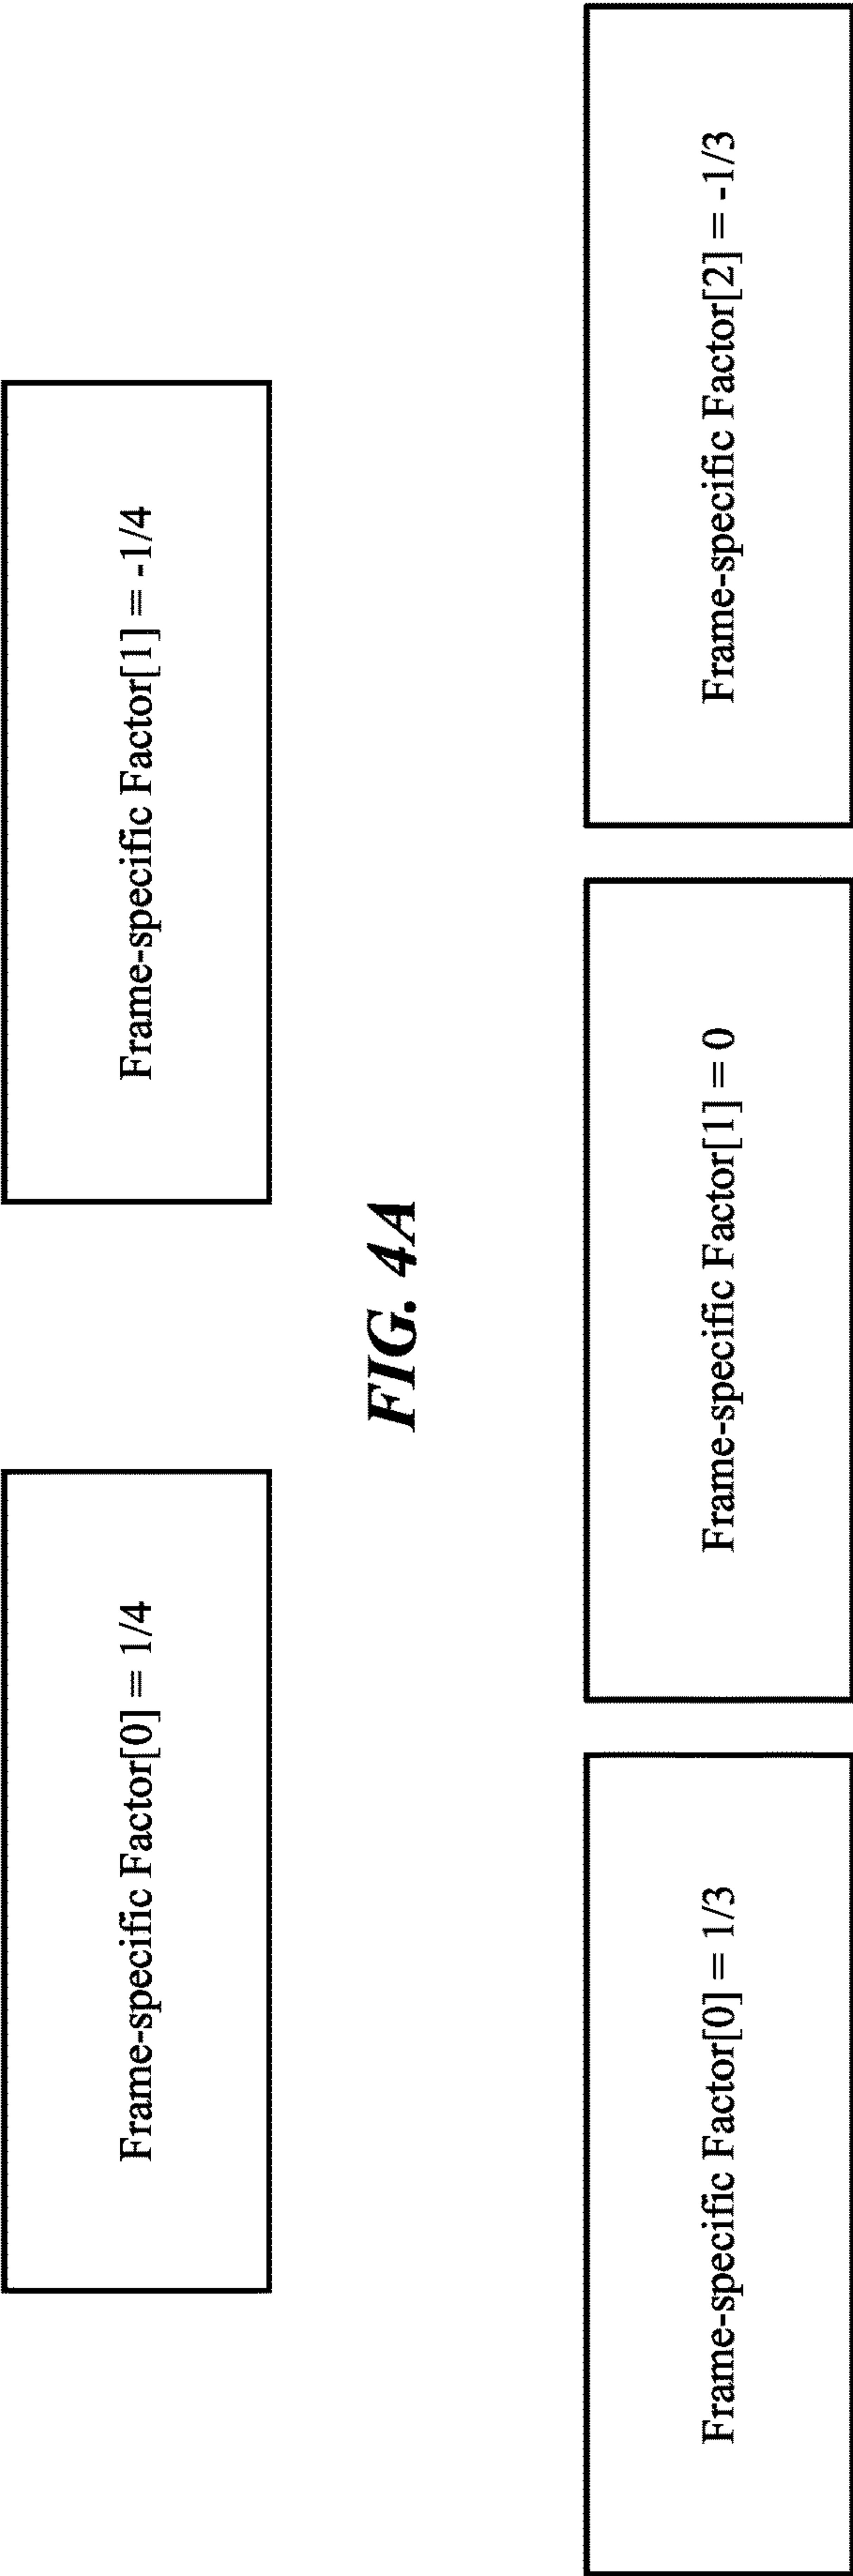 Frame-specific Factor[0] = 1/4
Frame-specific Factor[1] = -1/4
FIG. 4A
Frame-specific Factor[0] = 1/3
Frame-specific Factor[1] = 0
Frame-specific Factor[2] = -1/3